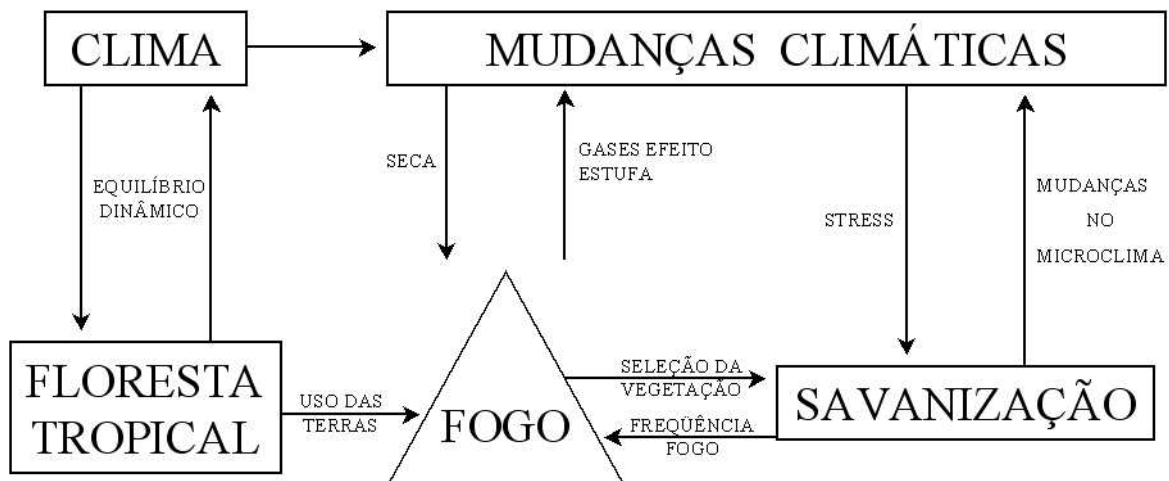 CLIMA
MUDANÇAS CLIMÁTICAS
EQUILÍBRIO
DINÂMICO
SECA
GASES EFEITO
ESTUFA
STRESS
MUDANÇAS
NO
MICROCLIMA
FLORESTA
TROPICAL
USO DAS
TERRAS
FOGO
SELEÇÃO DA
VEGETAÇÃO
FREQÜÊNCIA
FOGO
SAVANIZAÇÃO